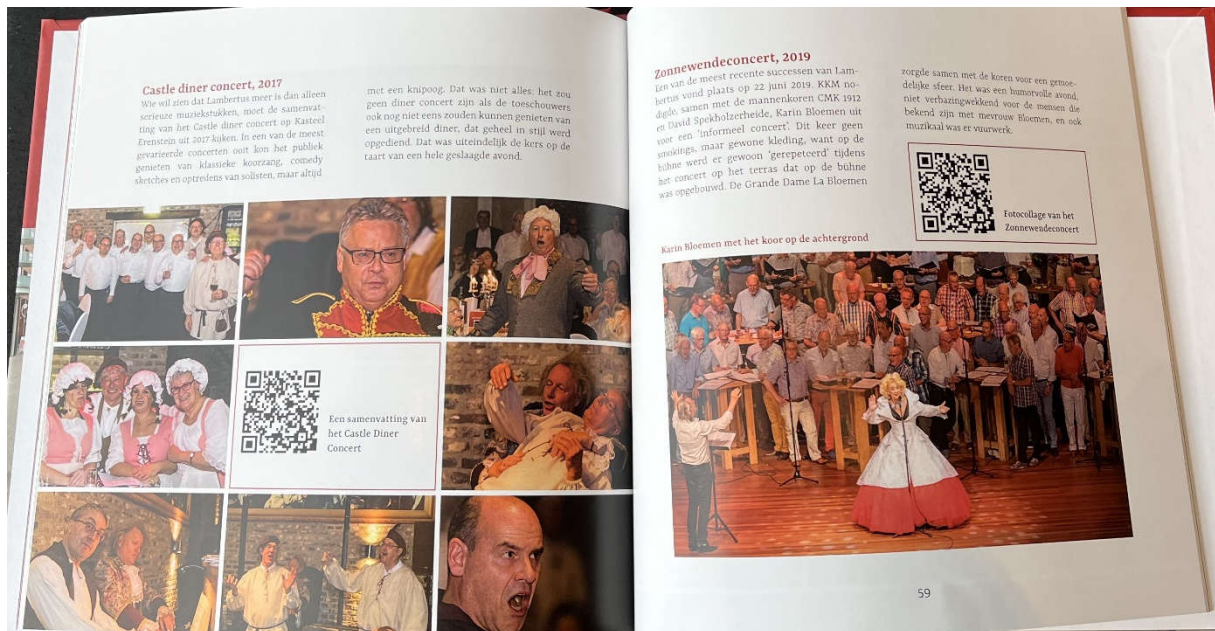 Castle diner concert, 2017
Wie wil zien dat Lambertus meer is dan alleen
serieuze muziekstukken, moet de samenvat-
ting van het Castle diner concert op Kasteel
Erenstein uit 2017 kijken. In een van de meest
gevarieerde concerten ooit kon het publiek
genieten van klassieke koorzang, comedy
sketches en optredens van solisten, maar altijd
met een knipoog. Dat was niet alles: het zou
geen diner concert zijn als de toeschouwers
ook nog niet eens zouden kunnen genieten van
een uitgebreid diner, dat geheel in stijl werd
opgediend. Dat was uiteindelijk de kers op de
taart van een hele geslaagde avond.
Een samenvatting van
het Castle Diner
Concert
Zonnewendeconcert, 2019
Een van de meest recente successen van Lam-
bertus vond plaats op 22 juni 2019. KKM no-
digde, samen met de mannenkoren CMK 1912
en David Spekholzerheide, Karin Bloemen uit
voor een ‘informeel concert’. Dit keer geen
smokings, maar gewone kleding, want op de
bühne werd er gewoon ‘gerepeteerd’ tijdens
het concert op het terras dat op de bühne
was opgebouwd. De Grande Dame La Bloemen
zorgde samen met de koren voor een gemoe-
delijke sfeer. Het was een humorvolle avond,
niet verbazingwekkend voor de mensen die
bekend zijn met mevrouw Bloemen, en ook
muzikaal was er vuurwerk.
Fotocollage van het
Zonnewendeconcert
Karin Bloemen met het koor op de achtergrond
59